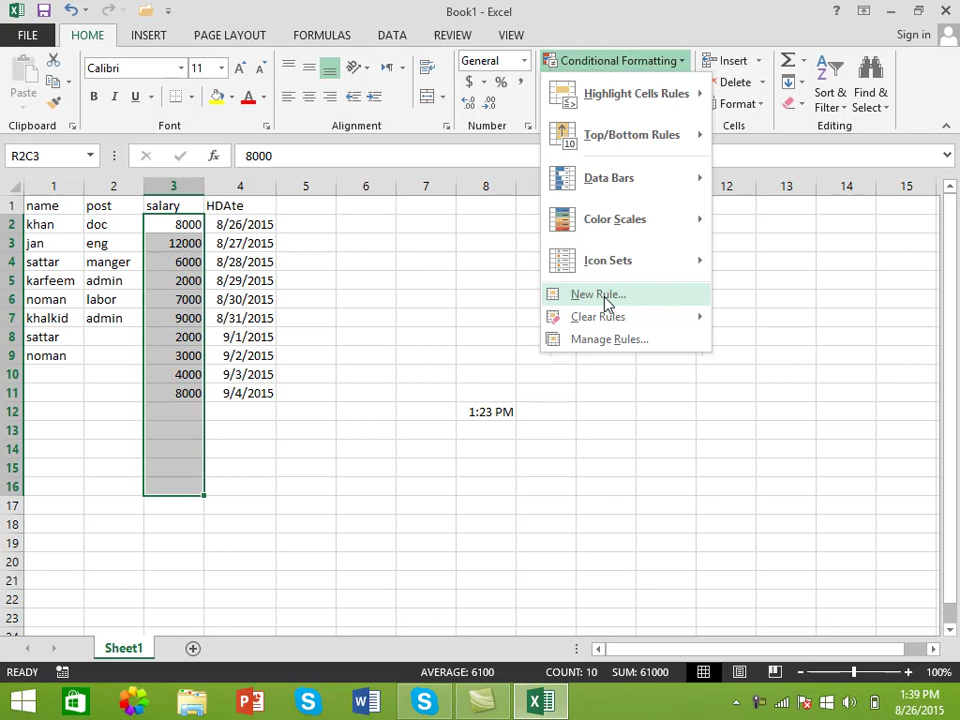 Book1 - Excel
?
FILE HOME INSERT PAGE LAYOUT FORMULAS DATA REVIEW VIEW Sign in
Paste Calibri 11 A A General Conditional Formatting Insert
B I U A $ % , Delete Sort & Find &
.00 .0 Format Filter Select
Clipboard Font Alignment Number Cells Editing
R2C3 fx 8000
Highlight Cells Rules
Top/Bottom Rules
10
Data Bars
Color Scales
Icon Sets
New Rule...
Clear Rules
Manage Rules...
1 2 3 4 5 6 7 8 12 13 14 15
1 name post salary HDAte
2 khan doc 8000 8/26/2015
3 jan eng 12000 8/27/2015
4 sattar manger 6000 8/28/2015
5 karfeem admin 2000 8/29/2015
6 noman labor 7000 8/30/2015
7 khalkid admin 9000 8/31/2015
8 sattar 2000 9/1/2015
9 noman 3000 9/2/2015
10 4000 9/3/2015
11 8000 9/4/2015
12 1:23 PM
13
14
15
16
17
18
19
20
21
22
23
Sheet1
READY AVERAGE: 6100 COUNT: 10 SUM: 61000 100%
1:39 PM
8/26/2015